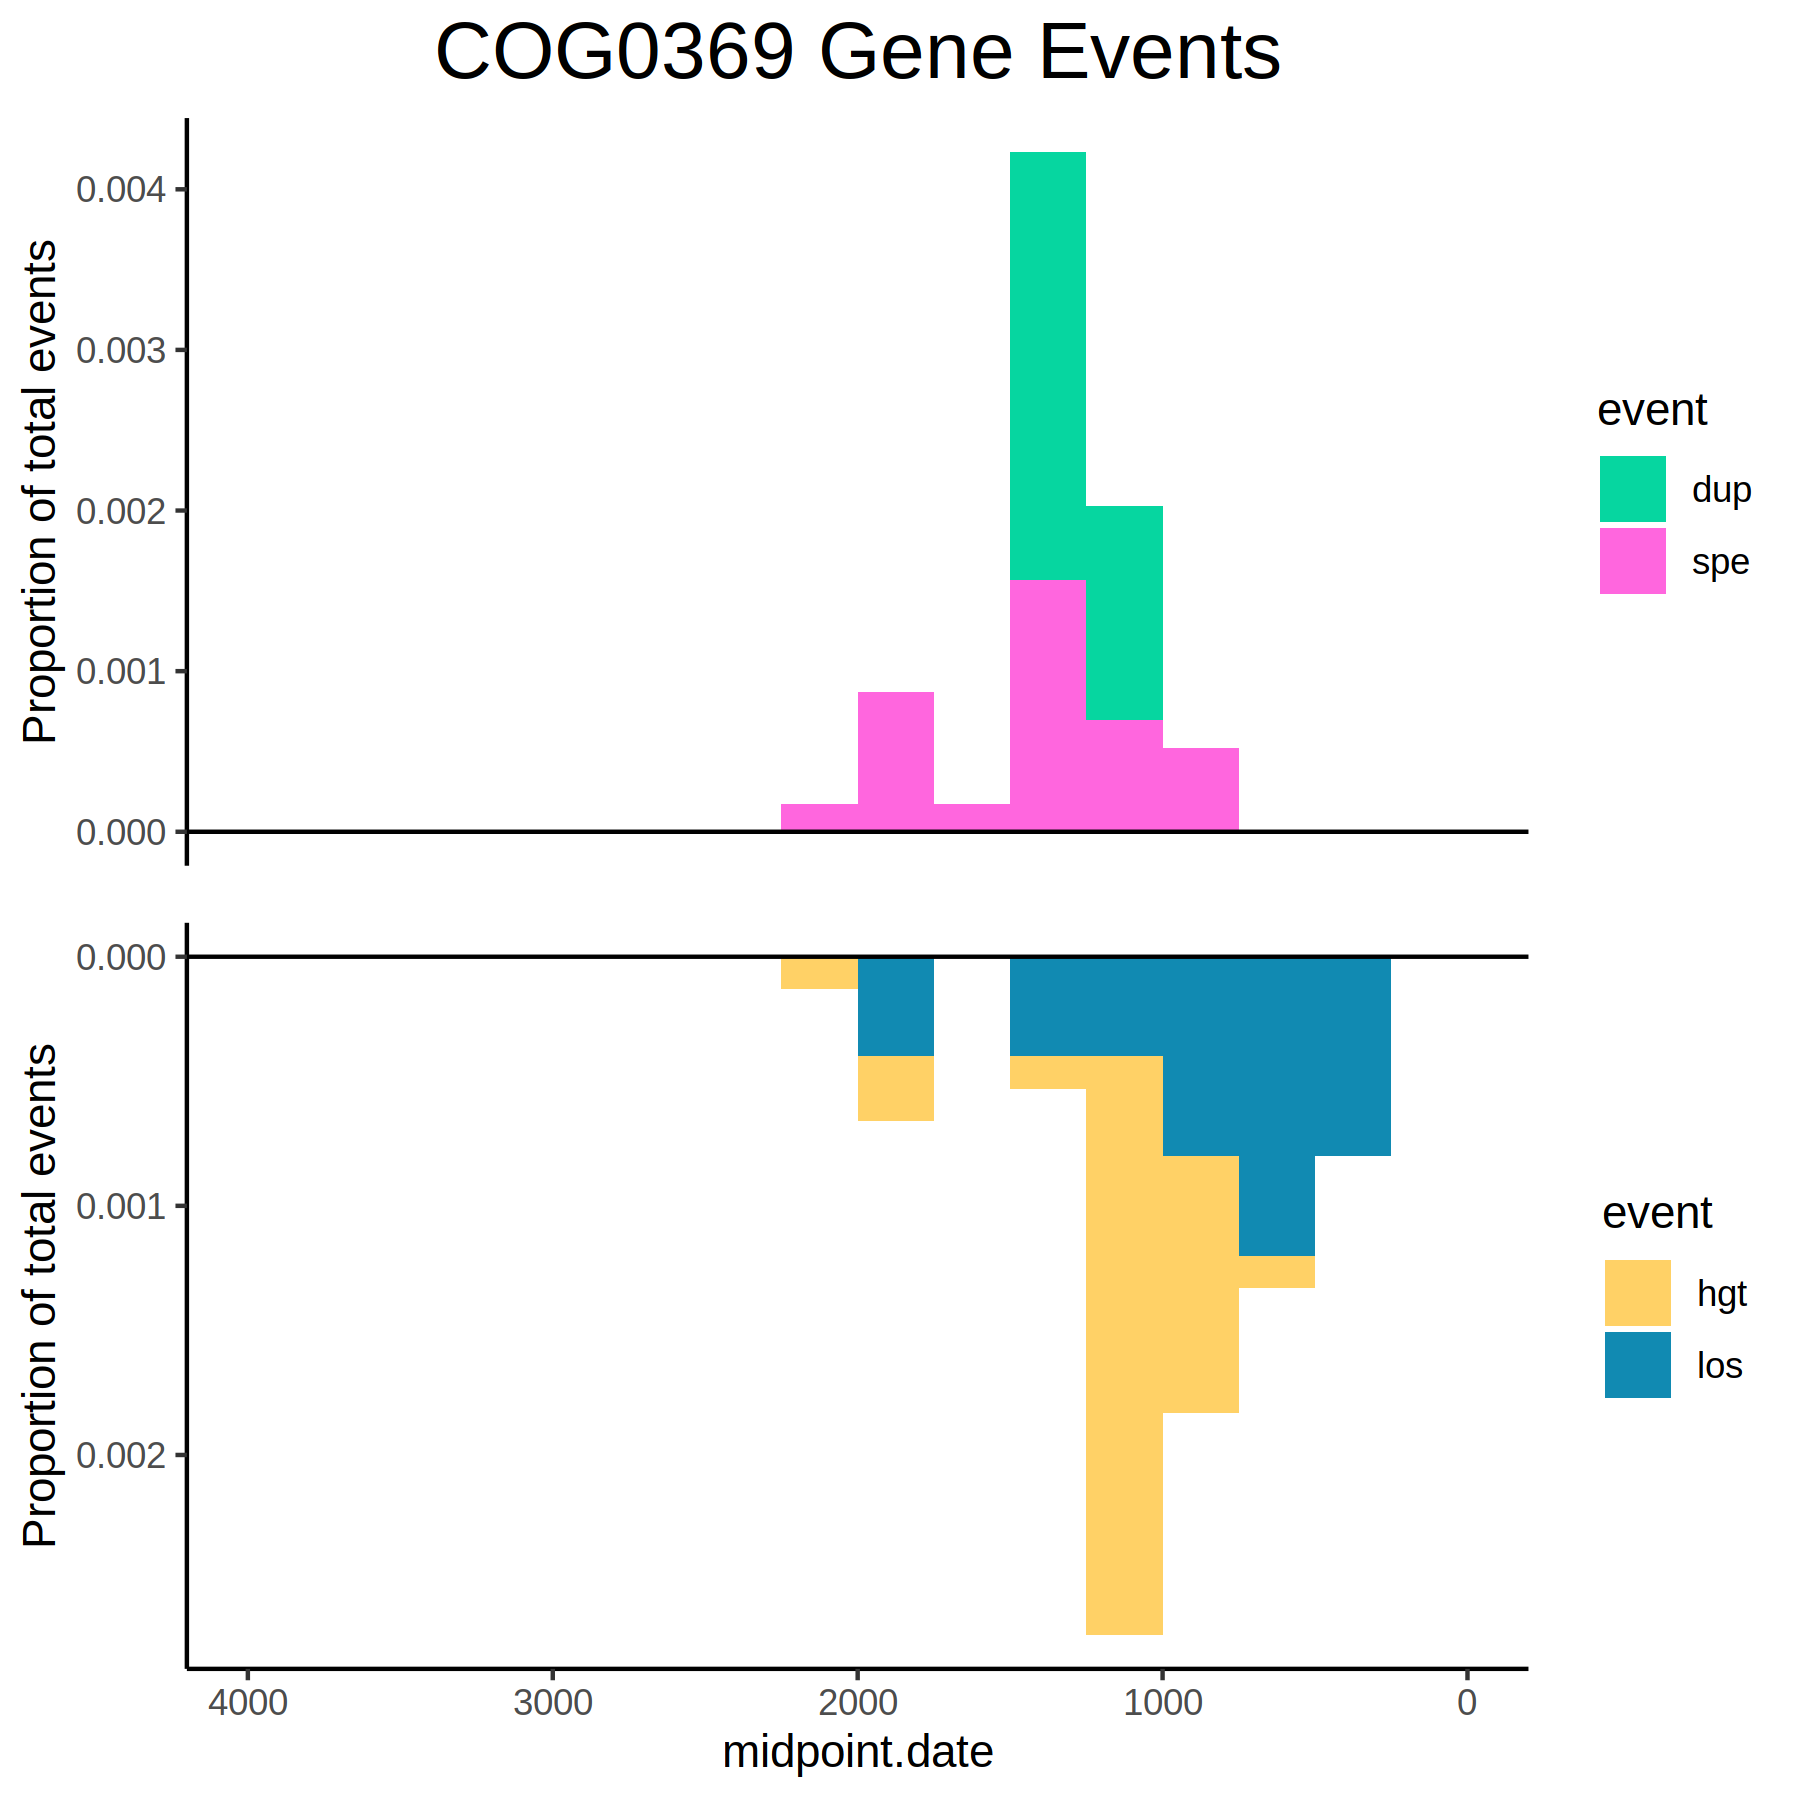 COG0369 Gene Events
Proportion of total events
0.004
0.003
0.002
0.001
0.000
event
dup
spe
Proportion of total events
0.000
0.001
0.002
event
hgt
los
4000 3000 2000 1000 0
midpoint.date